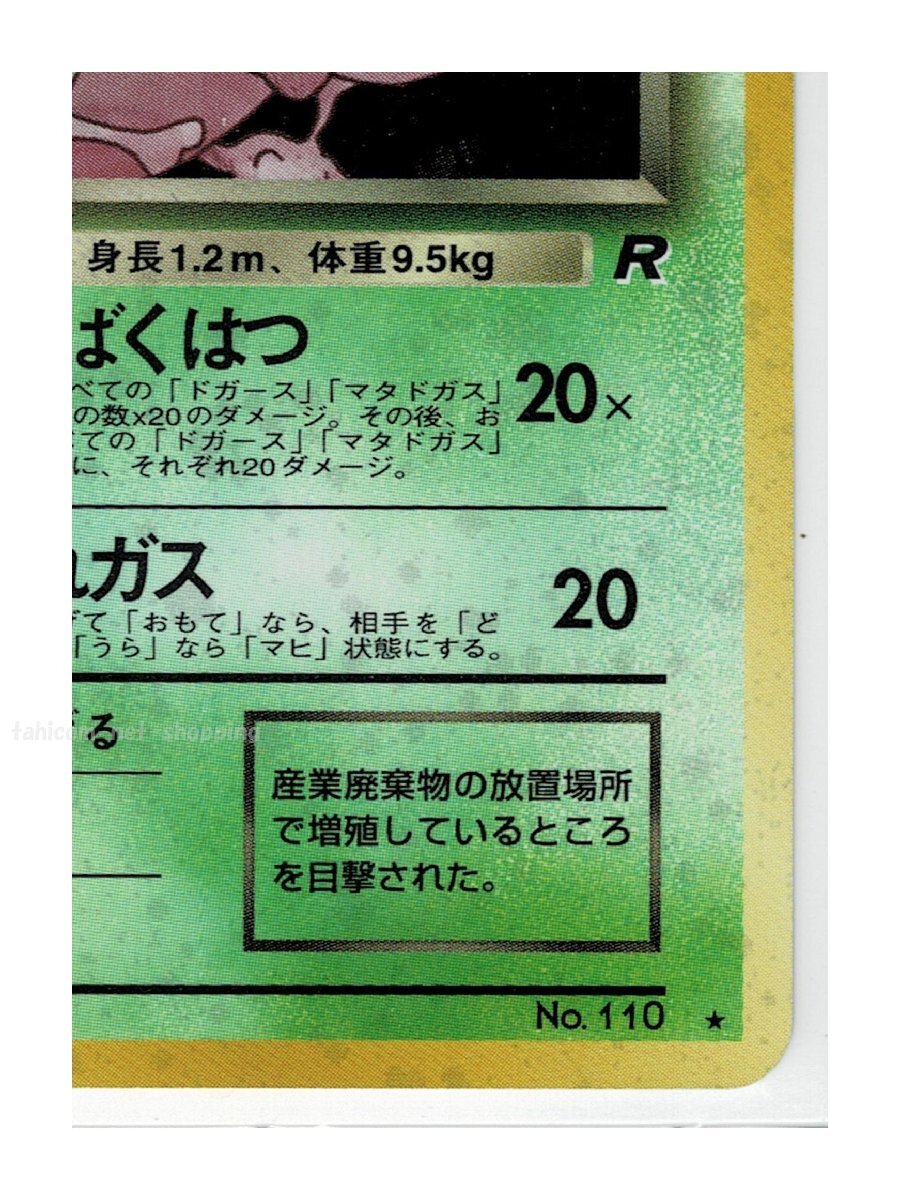 身長1.2m、体重9.5kg R
ばくはつ
べての「ドガース」「マタドガス」
の数x20のダメージ。その後、お
ての「ドガース」「マタドガス」
に、それぞれ20ダメージ。
20×
れガス
て「おもて」なら、相手を「ど
「うら」なら「マヒ」状態にする。
20
る
tahicom net shopping
産業廃棄物の放置場所
で増殖しているところ
を目撃された。
No. 110 ★